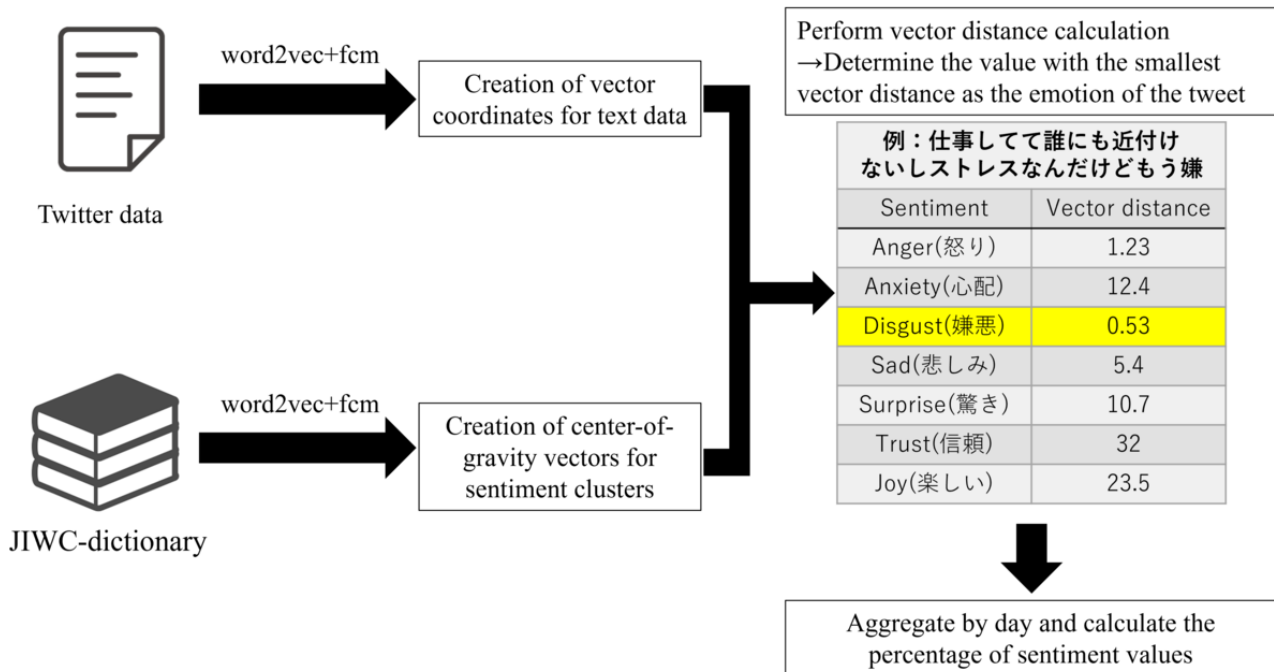 word2vec+fcm
Twitter data
Creation of vector
coordinates for text data
word2vec+fcm
JIWC-dictionary
Creation of center-of-
gravity vectors for
sentiment clusters
Perform vector distance calculation
→Determine the value with the smallest
vector distance as the emotion of the tweet
例：仕事してて誰にも近付け
ないしストレスなんだけどもう嫌
Sentiment Vector distance
Anger(怒り) 1.23
Anxiety(心配) 12.4
Disgust(嫌悪) 0.53
Sad(悲しみ) 5.4
Surprise(驚き) 10.7
Trust(信頼) 32
Joy(楽しい) 23.5
Aggregate by day and calculate the
percentage of sentiment values